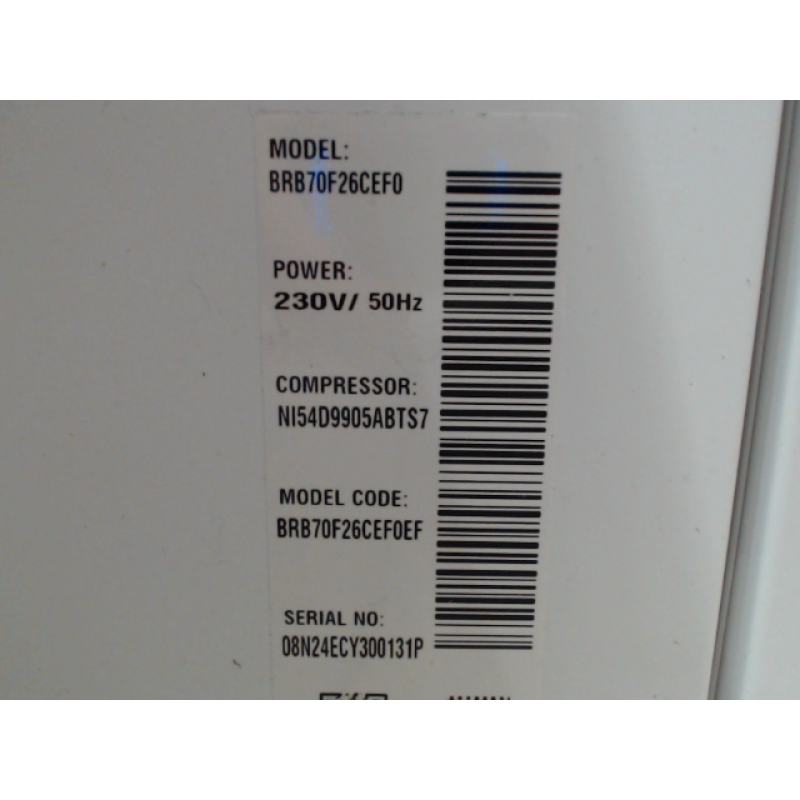 MODEL:
BRB70F26CEF0
POWER:
230V/ 50Hz
COMPRESSOR:
NI54D9905ABTS7
MODEL CODE:
BRB70F26CEF0EF
SERIAL NO:
08N24ECY300131P